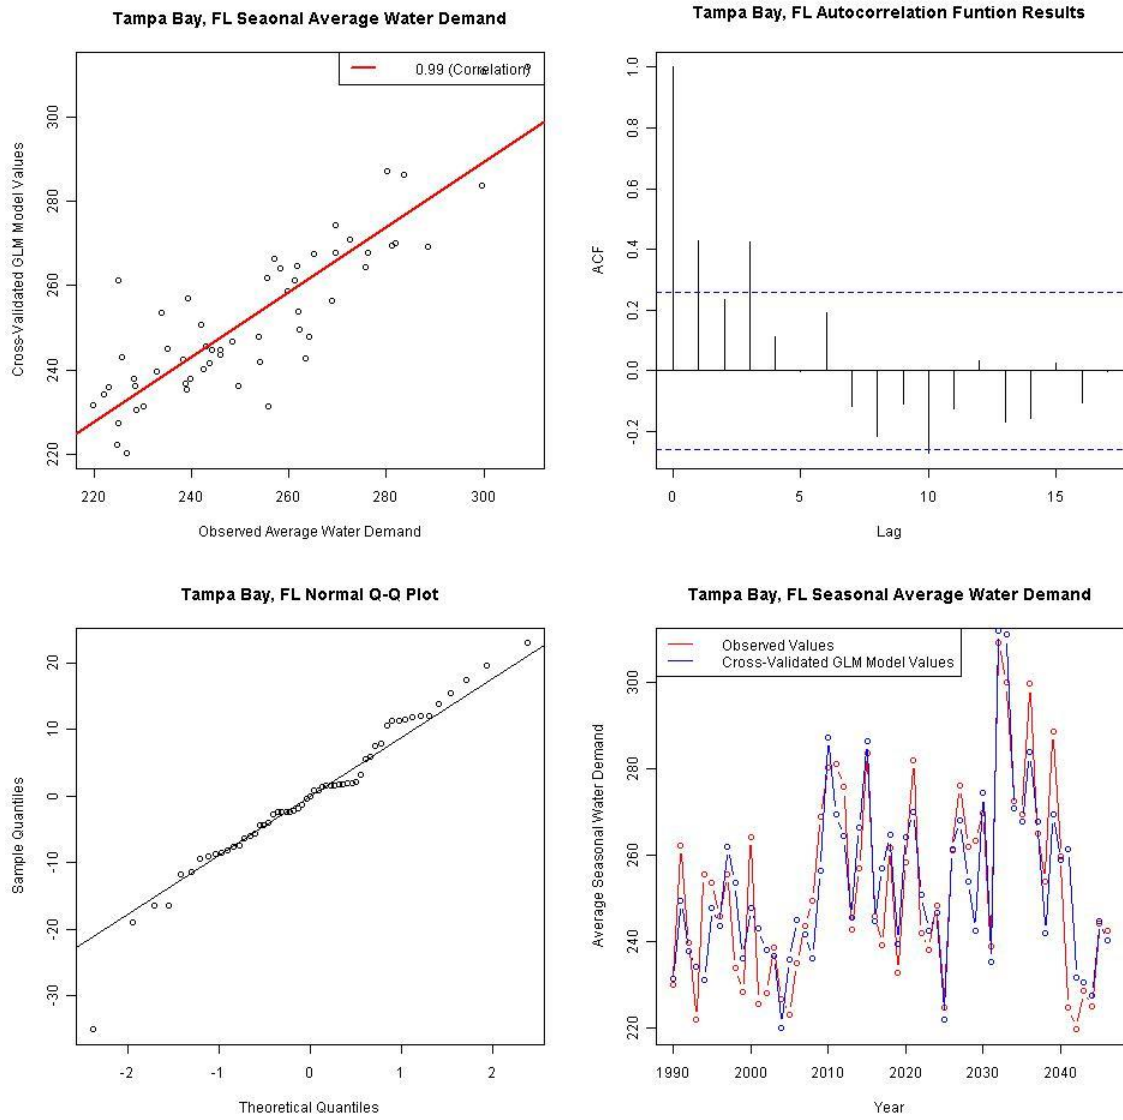 Tampa Bay, FL Seaonal Average Water Demand
0.99 (Correlation)
300
280
260
240
220
Cross-Validated GLM Model Values
220 240 260 280 300
Observed Average Water Demand
Tampa Bay, FL Autocorrelation Funtion Results
1.0
0.8
0.6
0.4
0.2
0.0
-0.2
ACF
0 5 10 15
Lag
Tampa Bay, FL Normal Q-Q Plot
20
10
0
-10
-20
-30
Sample Quantiles
-2 -1 0 1 2
Theoretical Quantiles
Tampa Bay, FL Seasonal Average Water Demand
Observed Values
Cross-Validated GLM Model Values
300
280
260
240
220
Average Seasonal Water Demand
1990 2000 2010 2020 2030 2040
Year